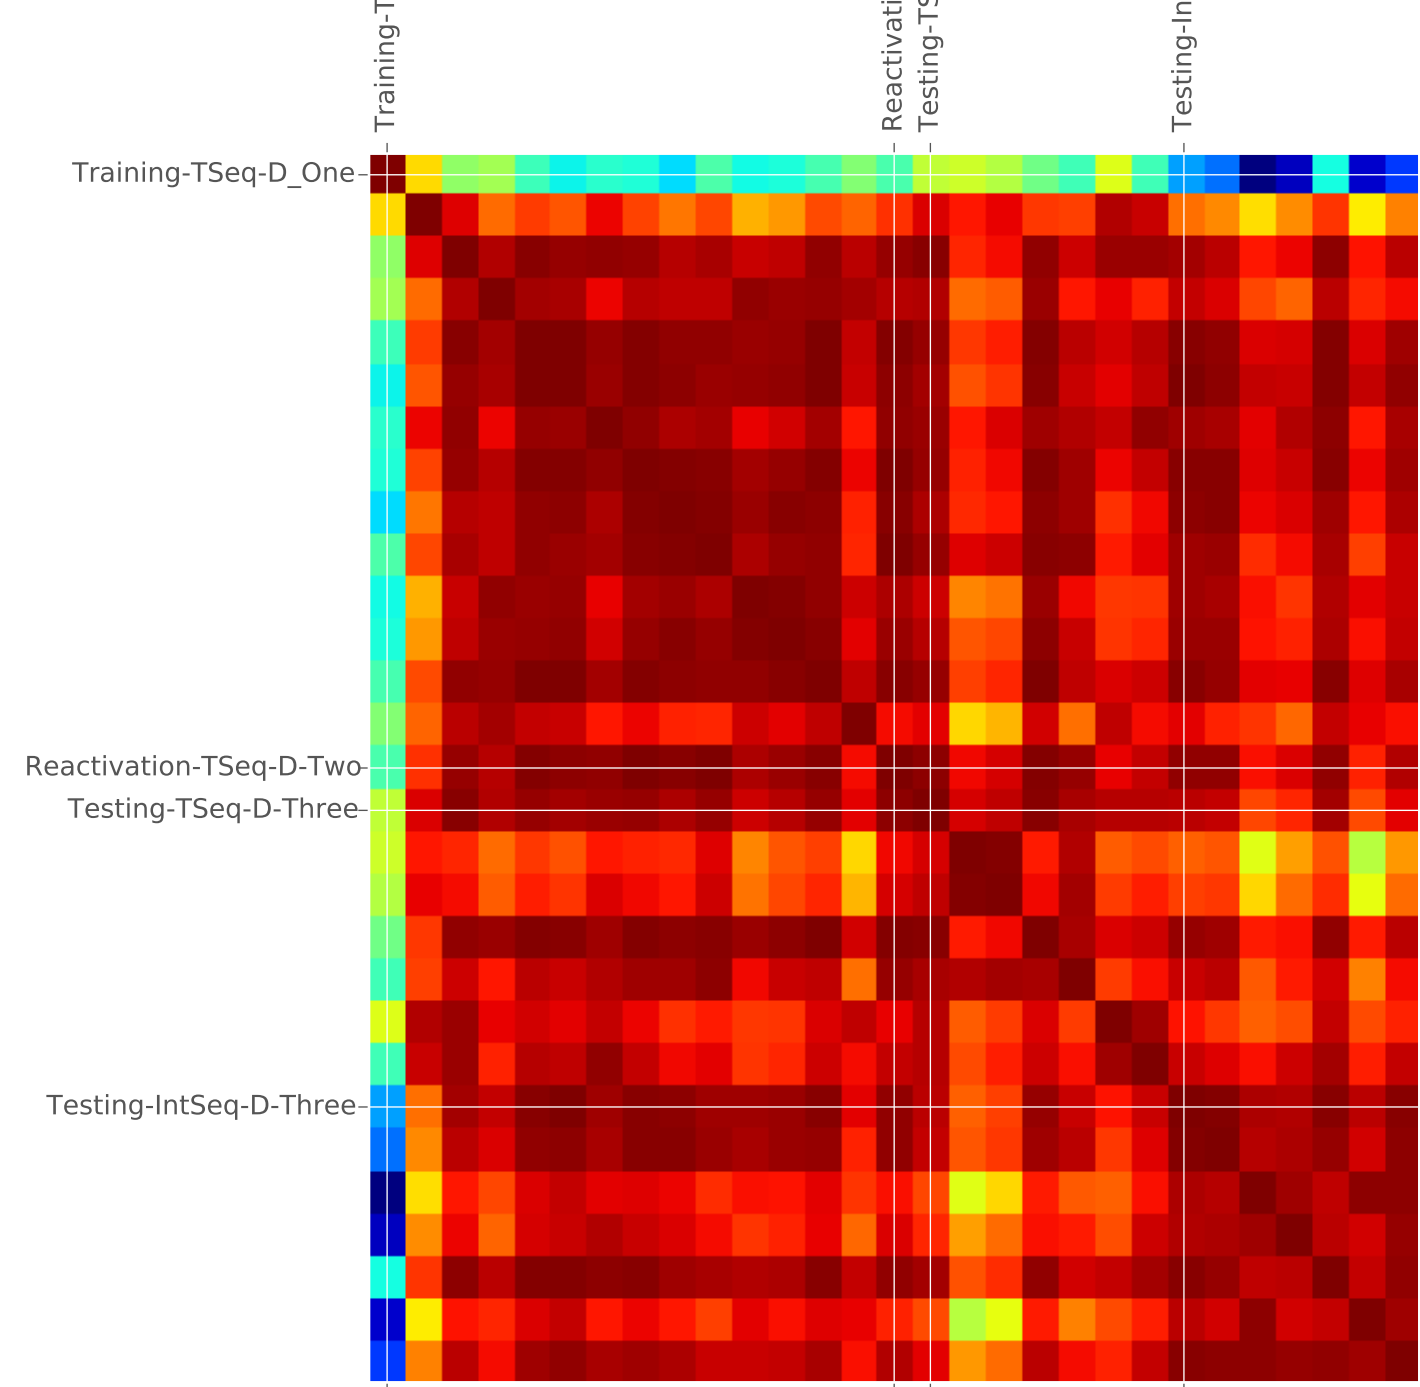 Training-T
Reactivati
Testing-TS
Testing-In
Training-TSeq-D_One
Reactivation-TSeq-D-Two
Testing-TSeq-D-Three
Testing-IntSeq-D-Three